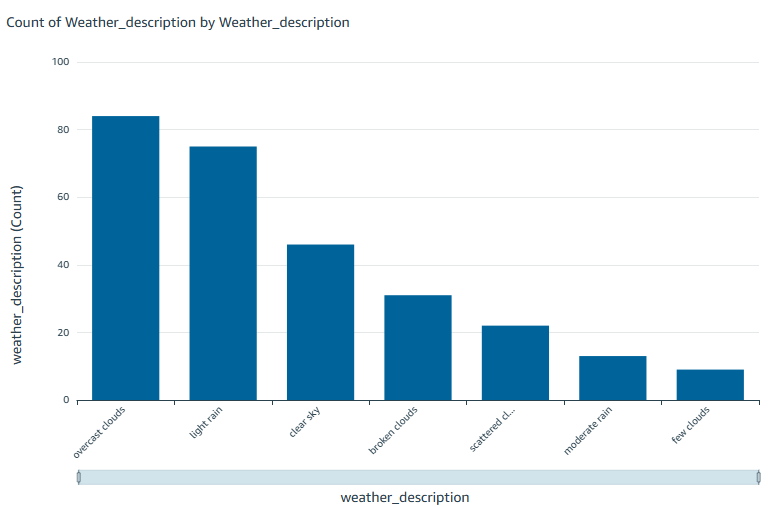 Count of Weather_description by Weather_description
100
80
60
40
20
0
weather_description (Count)
overcast clouds
light rain
clear sky
broken clouds
scattered cl...
moderate rain
few clouds
weather_description